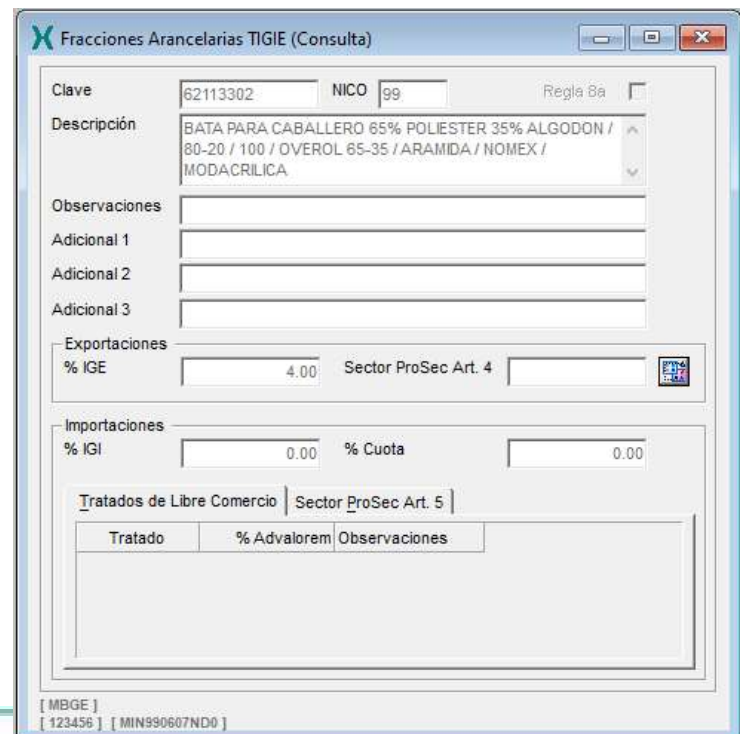 Fracciones Arancelarias TIGIE (Consulta)
Clave 62113302 NICO 99 Regla 8a
Descripción BATA PARA CABALLERO 65% POLIESTER 35% ALGODON /
80-20 / 100 / OVEROL 65-35 / ARAMIDA / NOMEX /
MODACRILICA
Observaciones
Adicional 1
Adicional 2
Adicional 3
Exportaciones
% IGE 4.00 Sector ProSec Art. 4
Importaciones
% IGI 0.00 % Cuota 0.00
Tratados de Libre Comercio Sector ProSec Art. 5
Tratado % Advalorem Observaciones
[ MBGE ]
[ 123456 ] [ MIN990607ND0 ]